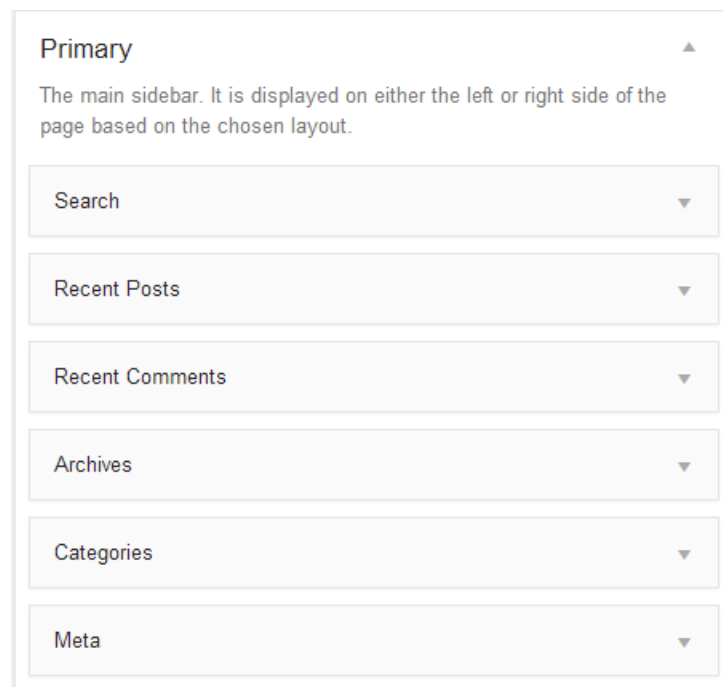 Primary
The main sidebar. It is displayed on either the left or right side of the
page based on the chosen layout.
Search
Recent Posts
Recent Comments
Archives
Categories
Meta